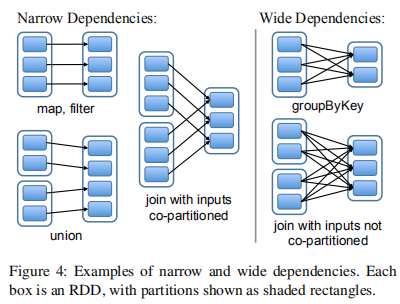 Narrow Dependencies:
Wide Dependencies:
map, filter
groupByKey
union
join with inputs
co-partitioned
join with inputs not
co-partitioned
Figure 4: Examples of narrow and wide dependencies. Each
box is an RDD, with partitions shown as shaded rectangles.